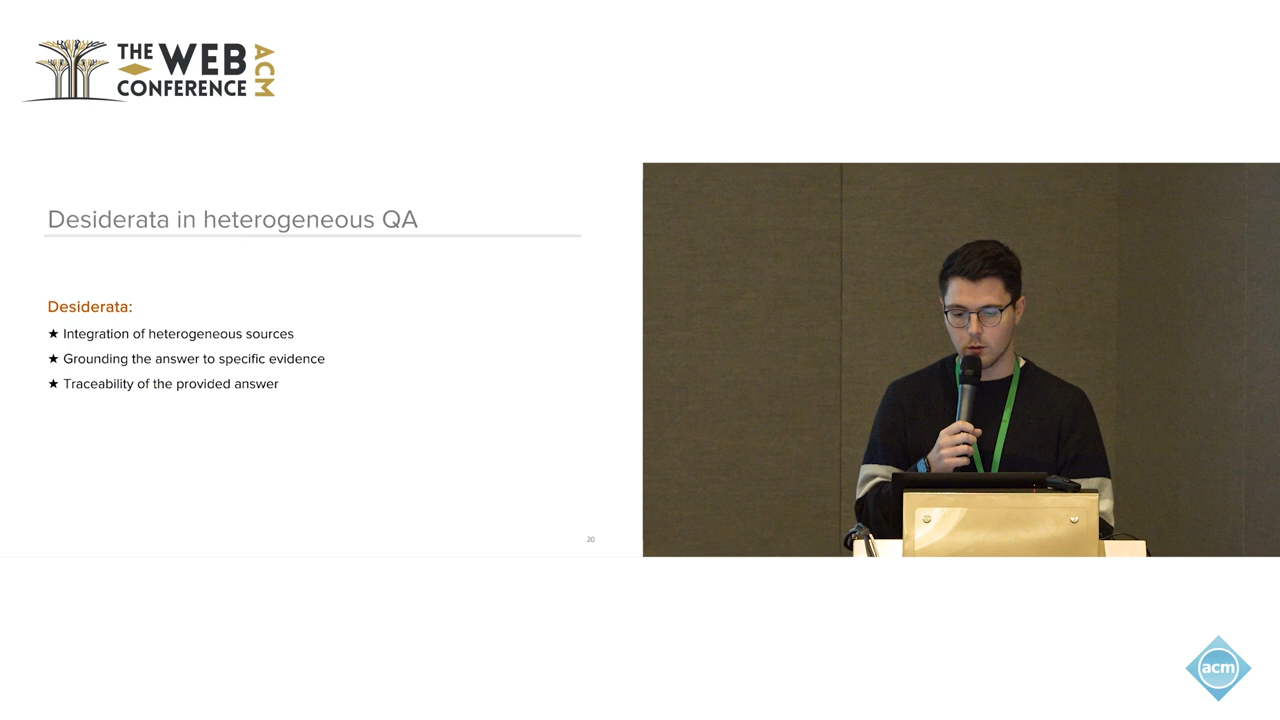 THE WEB
CONFERENCE
ACM
Desiderata in heterogeneous QA
Desiderata:
★ Integration of heterogeneous sources
★ Grounding the answer to specific evidence
★ Traceability of the provided answer
20
acm